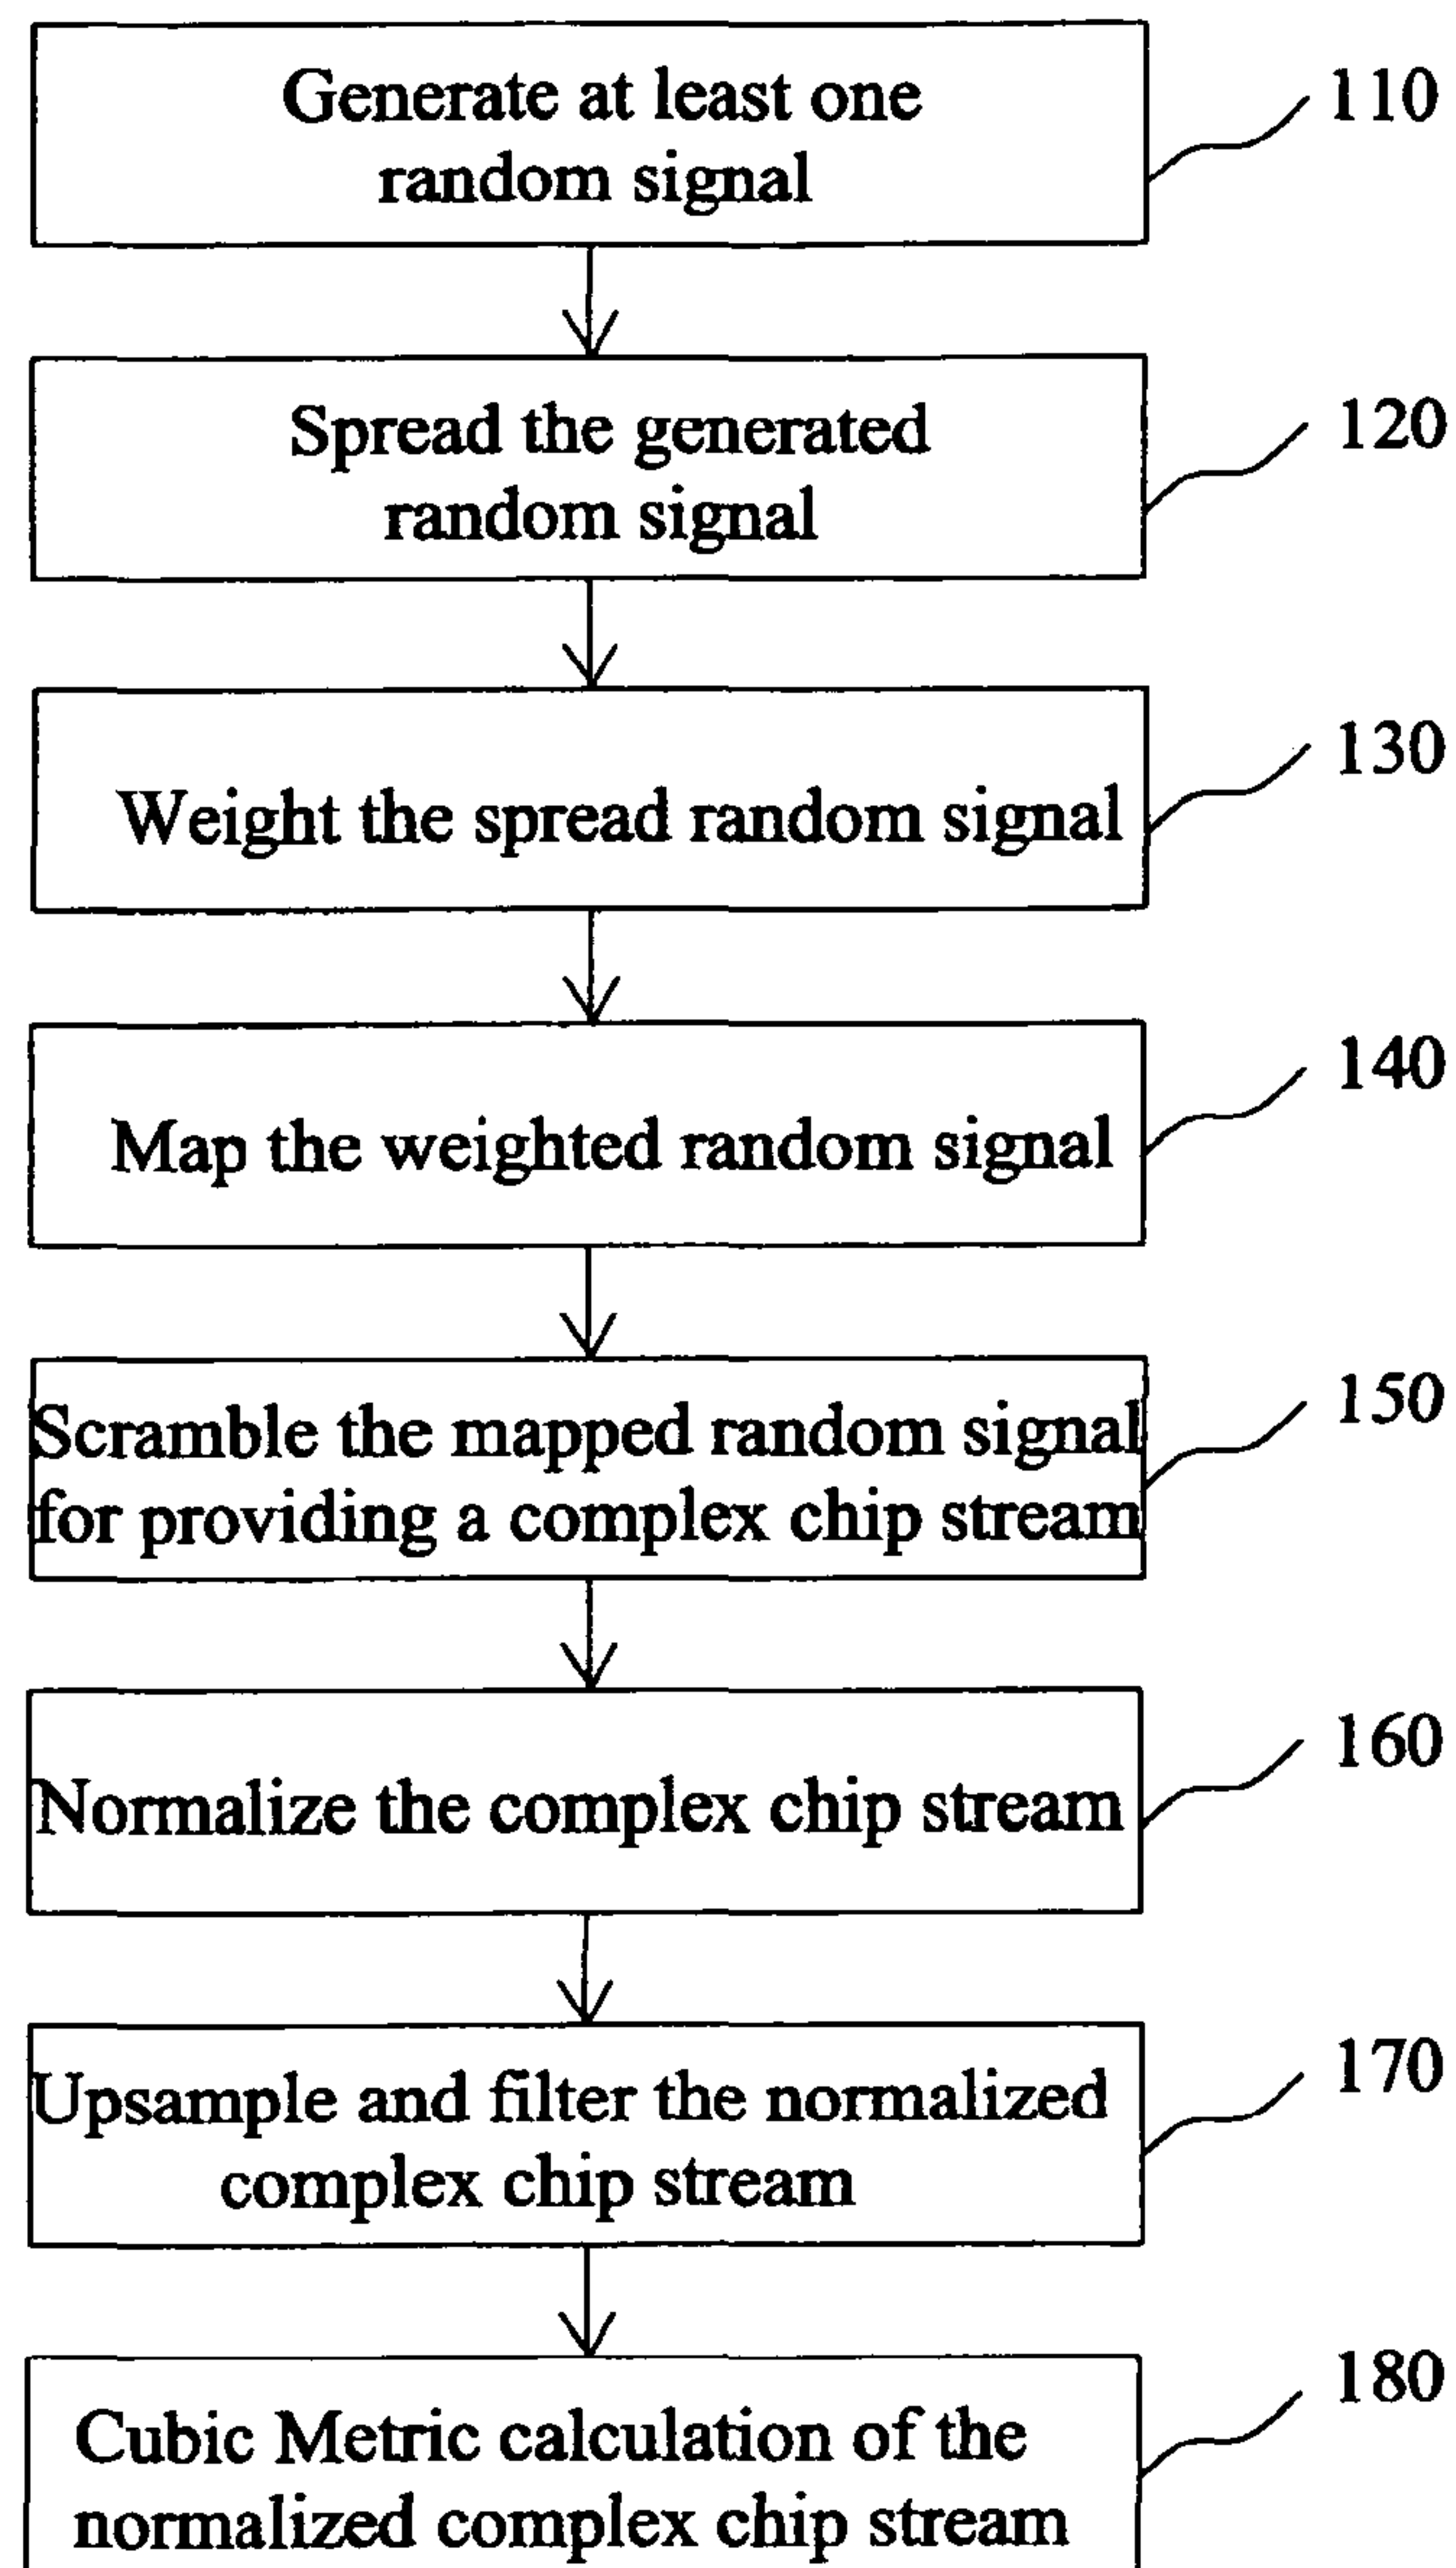 Generate at least one
random signal
110
Spread the generated
random signal
120
Weight the spread random signal
130
Map the weighted random signal
140
Scramble the mapped random signal
for providing a complex chip stream
150
Normalize the complex chip stream
160
Upsample and filter the normalized
complex chip stream
170
Cubic Metric calculation of the
normalized complex chip stream
180